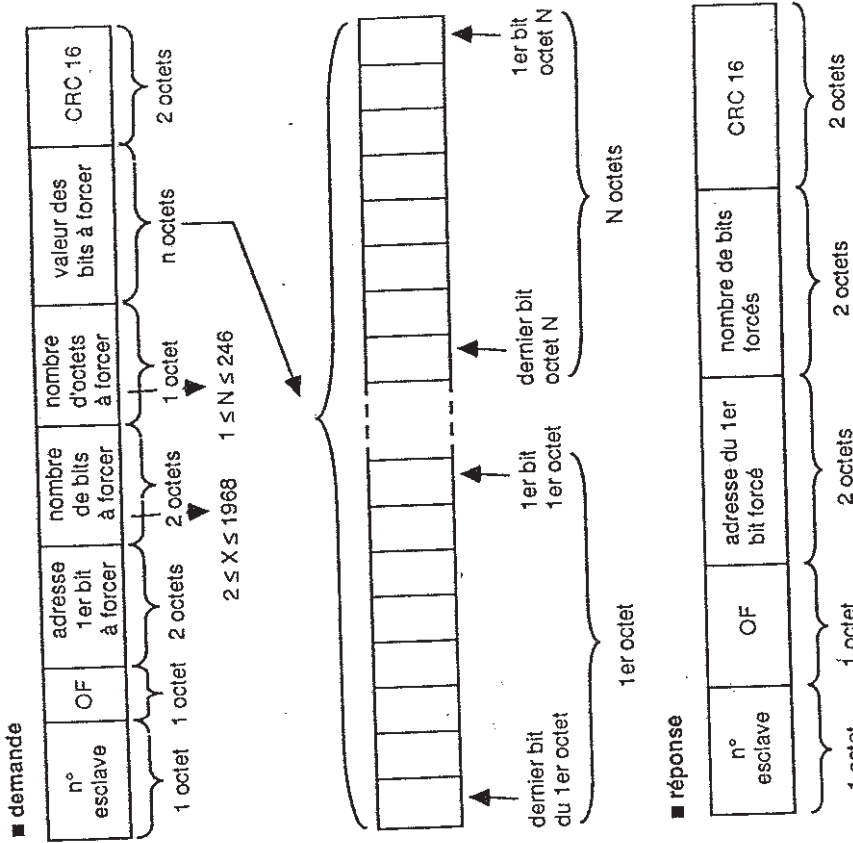 ■ demande
n°
esclave
OF
adresse
1er bit
à forcer
nombre
de bits
à forcer
nombre
d'octets
à forcer
valeur des
bits à forcer
CRC 16
1 octet
1 octet
2 octets
2 octets
1 octet
n octets
2 octets
2 ≤ X ≤ 1968
1 ≤ N ≤ 246
dernier bit
du 1er octet
1er bit
1er octet
dernier bit
octet N
1er bit
octet N
1er octet
N octets
■ réponse
n°
esclave
OF
adresse du 1er
bit forcé
nombre de bits
forcés
CRC 16
1 octet
1 octet
2 octets
2 octets
2 octets